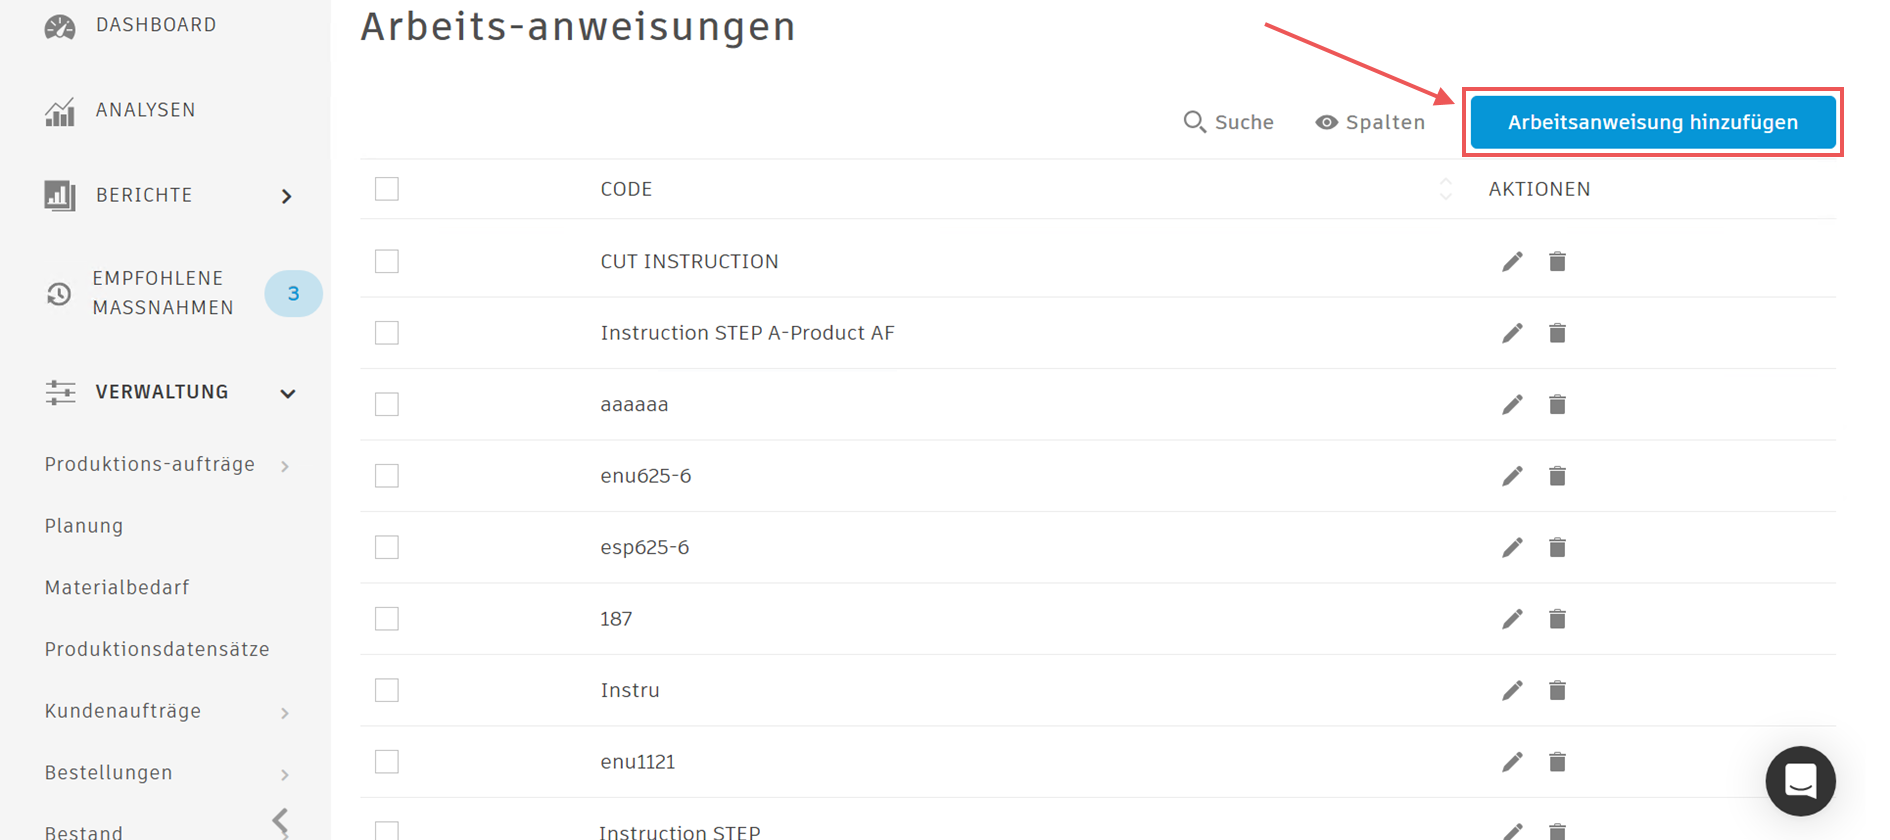 DASHBOARD
ANALYSEN
BERICHTE
EMPFOHLENE
MASSNAHMEN
3
VERWALTUNG
Produktions-aufträge
Planung
Materialbedarf
Produktionsdatensätze
Kundenaufträge
Bestellungen
Bestand
Arbeits-anweisungen
Suche
Spalten
Arbeitsanweisung hinzufügen
CODE
AKTIONEN
CUT INSTRUCTION
Instruction STEP A-Product AF
aaaaaa
enu625-6
esp625-6
187
Instru
enu1121
Instruction STEP